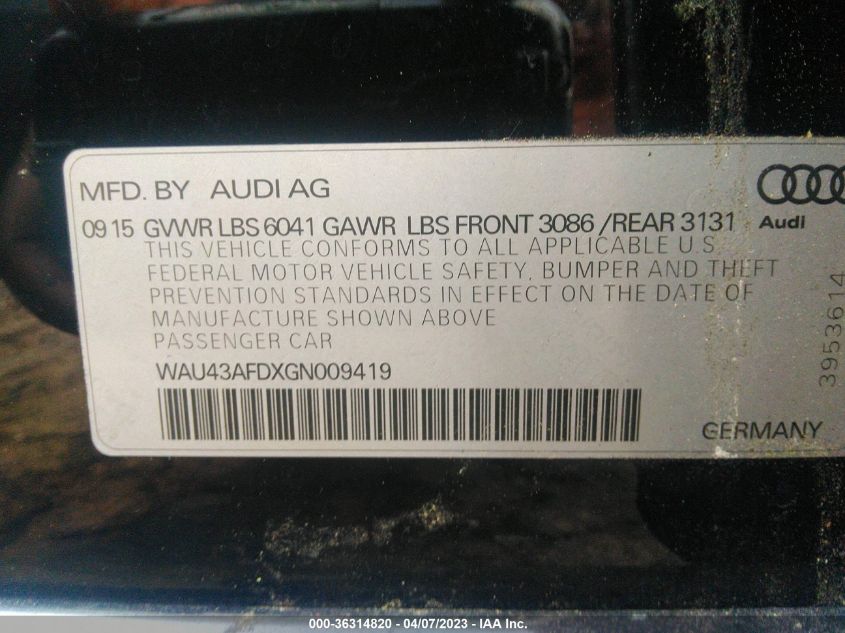 MFD. BY AUDI AG
09 15 GVWR LBS 6041 GAWR LBS FRONT 3086 /REAR 3131
Audi
THIS VEHICLE CONFORMS TO ALL APPLICABLE U.S
FEDERAL MOTOR VEHICLE SAFETY, BUMPER AND THEFT
PREVENTION STANDARDS IN EFFECT ON THE DATE OF
MANUFACTURE SHOWN ABOVE
PASSENGER CAR
WAU43AFDXGN009419
3953614
GERMANY
000-36314820 - 04/07/2023 - IAA Inc.